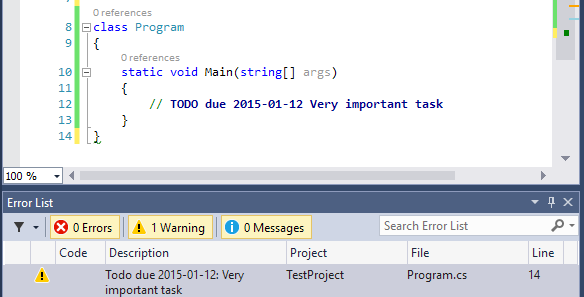 0 references
8 class Program
9 {
0 references
10 static void Main(string[] args)
11 {
12 // TODO due 2015-01-12 Very important task
13 }
14 }
100 %
Error List
0 Errors 1 Warning 0 Messages Search Error List
Code Description Project File Line
Todo due 2015-01-12: Very TestProject Program.cs 14
important task